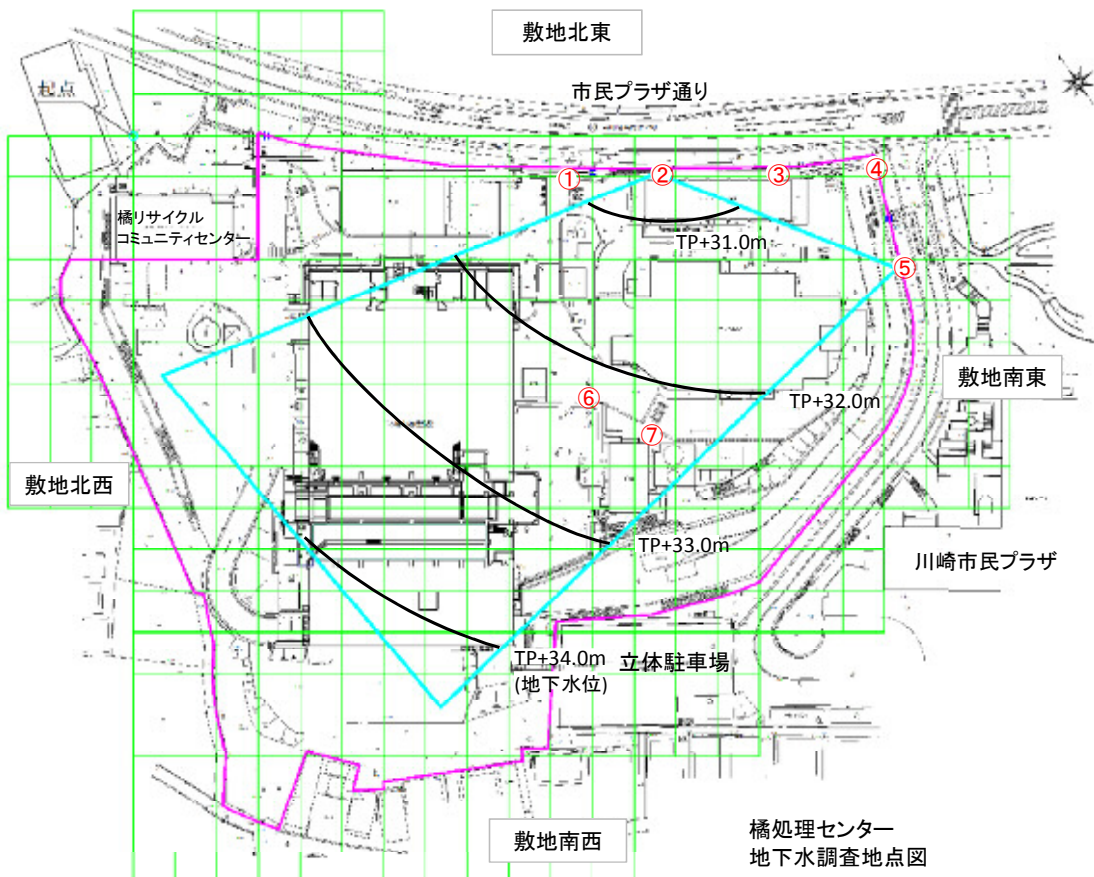 敷地北東
市民プラザ通り
起点
①
②
③
④
橘リサイクル
コミュニティセンター
TP+31.0m
⑤
敷地南東
TP+32.0m
⑥
⑦
敷地北西
TP+33.0m
川崎市民プラザ
TP+34.0m
(地下水位)
立体駐車場
敷地南西
橘処理センター
地下水調査地点図